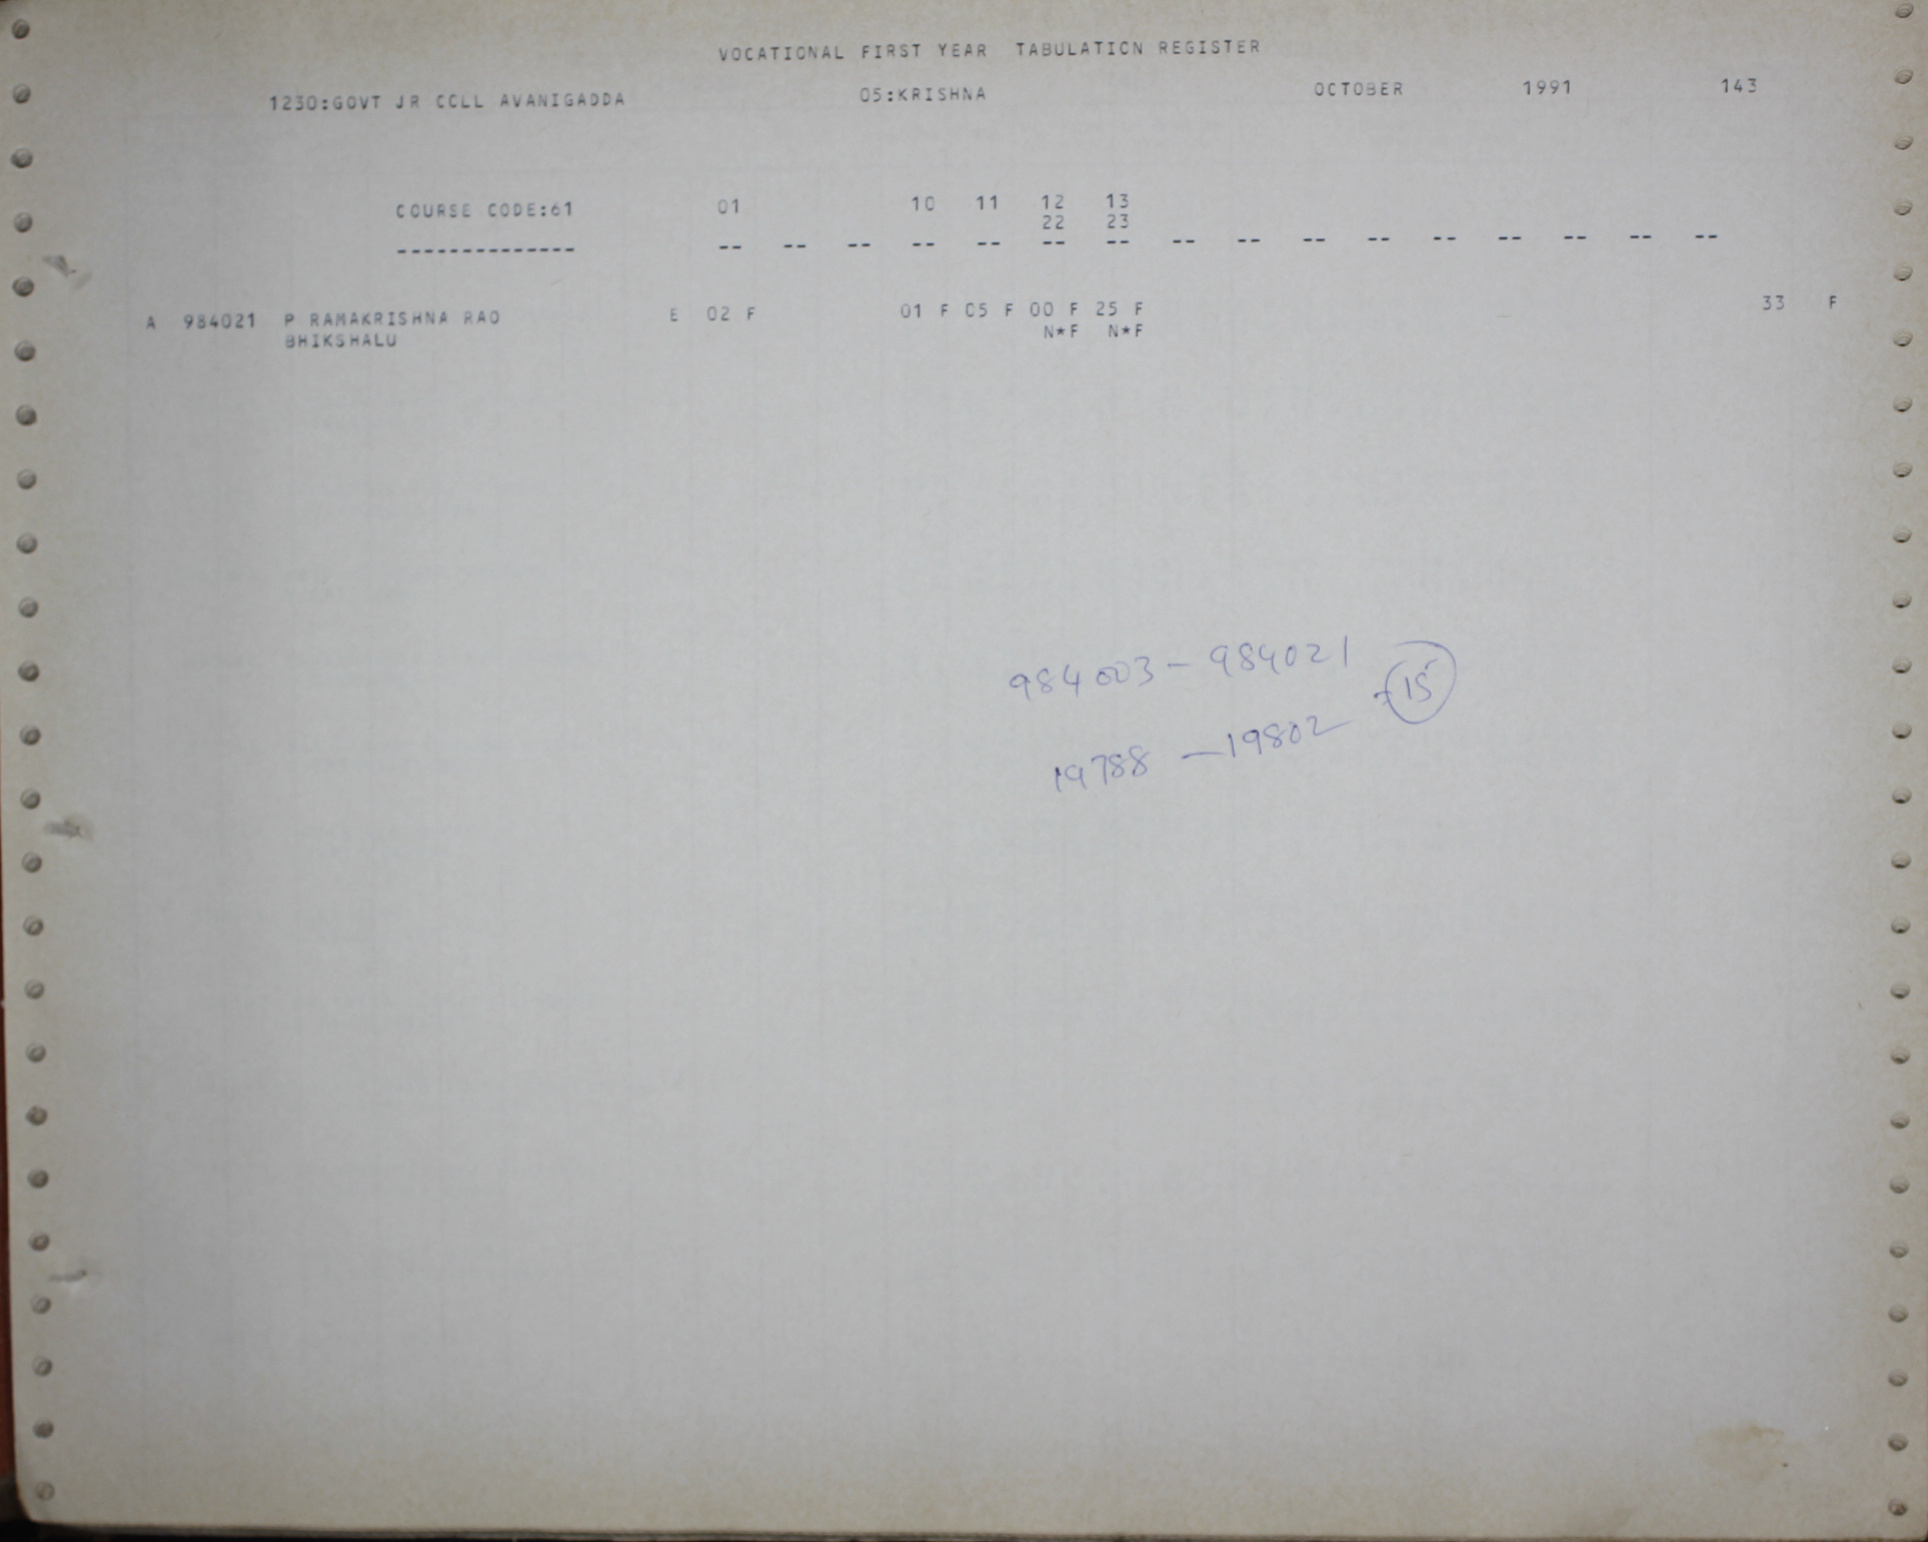 VOCATIONAL FIRST YEAR TABULATION REGISTER
1230:GOVT JR COLL AVANIGADDA 05:KRISHNA OCTOBER 1991 143
COURSE CODE:61 01 10 11 12 13
22 23
-------------- -- -- -- -- -- -- -- -- -- -- -- -- -- -- -- --
A 984021 P RAMAKRISHNA RAO E 02 F 01 F 05 F 00 F 25 F 33 F
BHIKSHALU N*F N*F
984003 - 984021
15
19788 - 19802